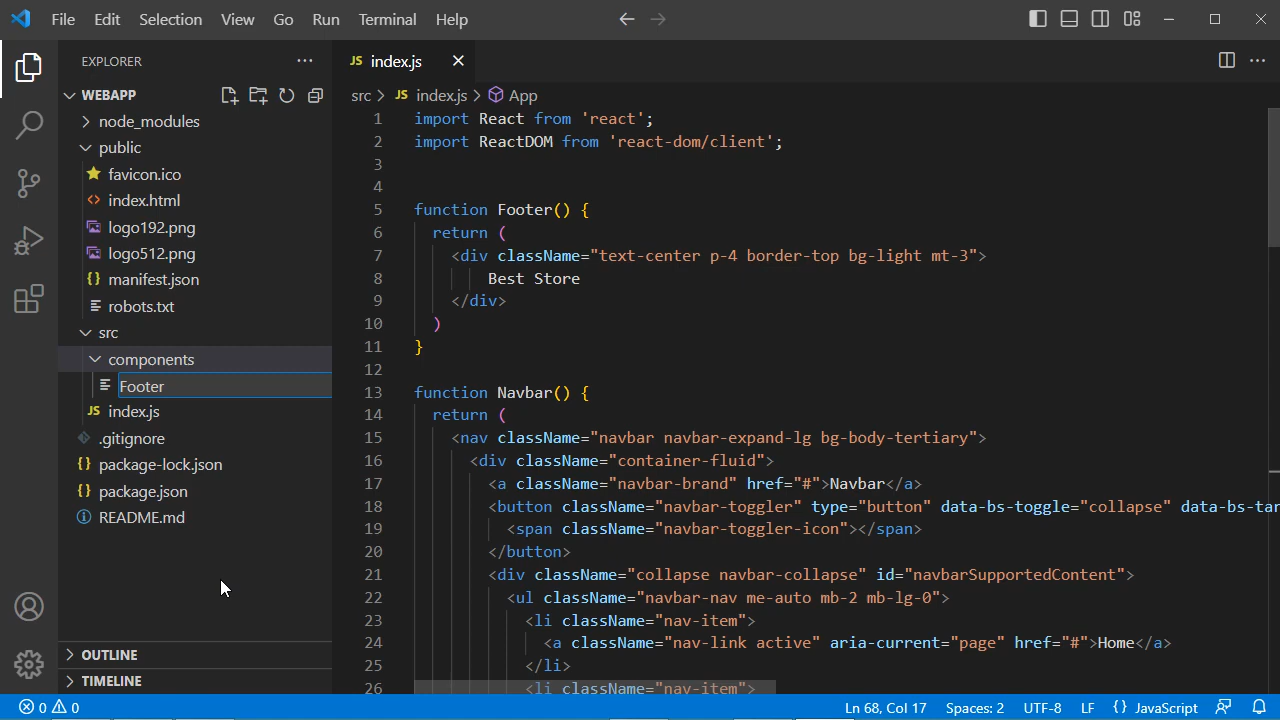 File Edit Selection View Go Run Terminal Help
EXPLORER
WEBAPP
node_modules
public
favicon.ico
index.html
logo192.png
logo512.png
manifest.json
robots.txt
src
components
Footer
JS index.js
.gitignore
{} package-lock.json
{} package.json
README.md
OUTLINE
TIMELINE
JS index.js
src > JS index.js > App
1 import React from 'react';
2 import ReactDOM from 'react-dom/client';
3
4
5 function Footer() {
6 return (
7 <div className="text-center p-4 border-top bg-light mt-3">
8 Best Store
9 </div>
10 )
11 }
12
13 function Navbar() {
14 return (
15 <nav className="navbar navbar-expand-lg bg-body-tertiary">
16 <div className="container-fluid">
17 <a className="navbar-brand" href="#">Navbar</a>
18 <button className="navbar-toggler" type="button" data-bs-toggle="collapse" data-bs-tar
19 <span className="navbar-toggler-icon"></span>
20 </button>
21 <div className="collapse navbar-collapse" id="navbarSupportedContent">
22 <ul className="navbar-nav me-auto mb-2 mb-lg-0">
23 <li className="nav-item">
24 <a className="nav-link active" aria-current="page" href="#">Home</a>
25 </li>
26 <li className="nav-item">
0 0 Ln 68, Col 17 Spaces: 2 UTF-8 LF {} JavaScript